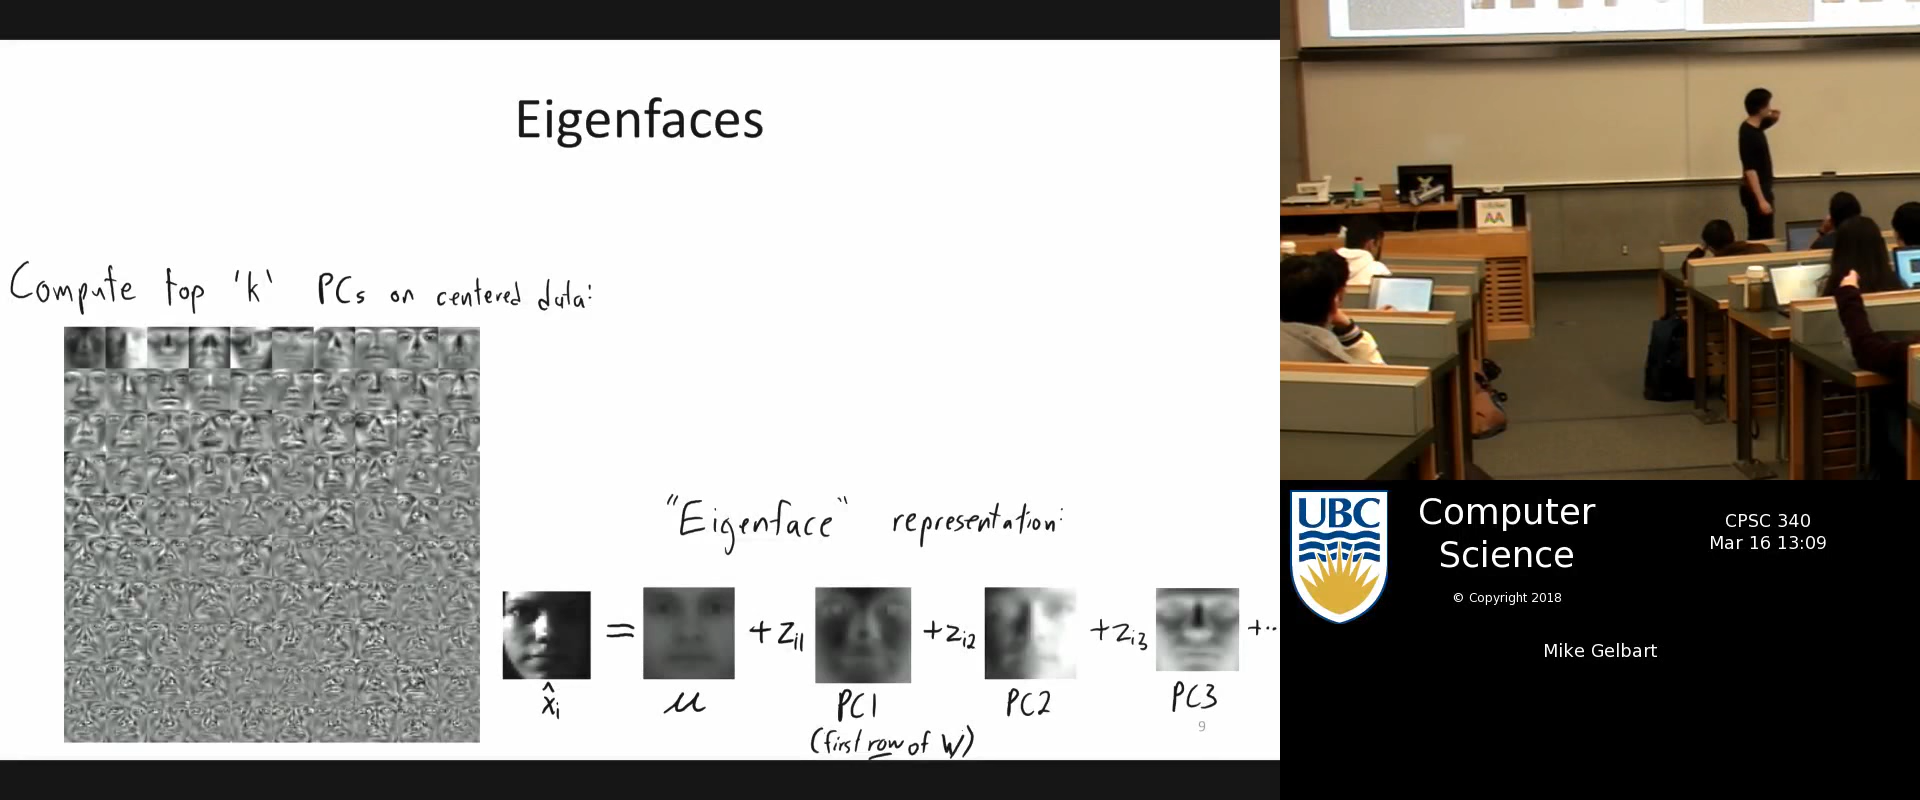 Eigenfaces
Compute top 'k' PCs on centered data:
"Eigenface" representation:
= + zi1 + zi2 + zi3 + ..
x̂i μ PC1 PC2 PC3
(first row of W)
9
UBC
Computer
Science
© Copyright 2018
CPSC 340
Mar 16 13:09
Mike Gelbart